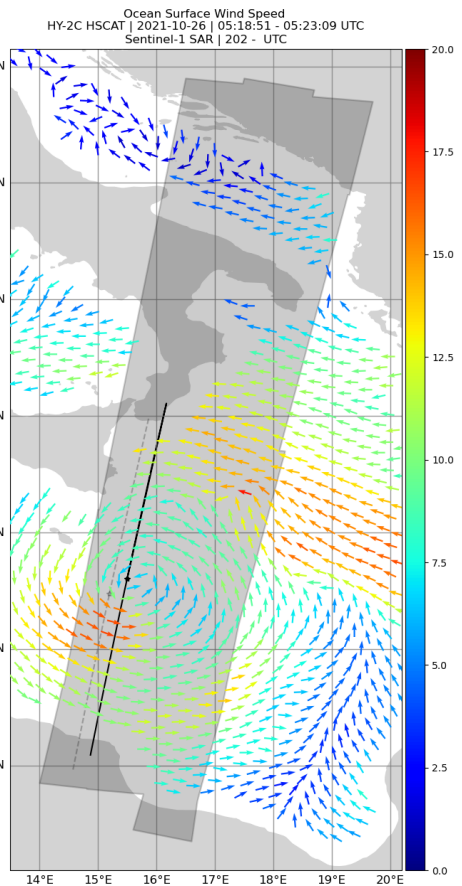 Ocean Surface Wind Speed
HY-2C HSCAT | 2021-10-26 | 05:18:51 - 05:23:09 UTC
Sentinel-1 SAR | 202 -  UTC
20.0
17.5
15.0
12.5
10.0
7.5
5.0
2.5
0.0
N
N
N
N
N
N
N
14°E 15°E 16°E 17°E 18°E 19°E 20°E